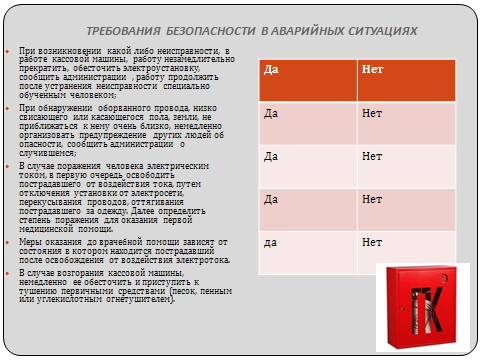 ТРЕБОВАНИЯ БЕЗОПАСНОСТИ В АВАРИЙНЫХ СИТУАЦИЯХ
При возникновении какой либо неисправности, в
работе кассовой машины, работу незамедлительно
прекратить, обесточить электроустановку,
сообщить администрации , работу продолжить
после устранения неисправности специально
обученным человеком;
При обнаружении оборванного провода, низко
свисающего или касающегося пола, земли, не
приближаться к нему очень близко, немедленно
организовать предупреждение других людей об
опасности, сообщить администрации о
случившемся;
В случае поражения человека электрическим
током, в первую очередь освободить
пострадавшего от воздействия тока, путем
отключения установки от электросети,
перекусывания проводов, оттягивания
пострадавшего за одежду. Далее определить
степень поражения для оказания первой
медицинской помощи.
Меры оказания до врачебной помощи зависят от
состояния в котором находится пострадавший
после освобождения от воздействия электротока.
В случае возгорания кассовой машины,
немедленно ее обесточить и приступить к
тушению первичными средствами (песок, пенным
или углекислотным огнетушителем).
Да Нет
Да Нет
Да Нет
Да Нет
да Нет
ПК